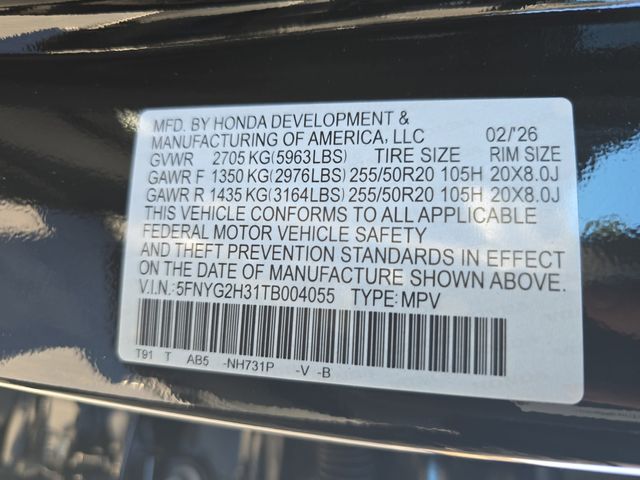 MFD. BY HONDA DEVELOPMENT &
MANUFACTURING OF AMERICA, LLC 02/'26
GVWR 2705 KG(5963LBS) TIRE SIZE RIM SIZE
GAWR F 1350 KG(2976LBS) 255/50R20 105H 20X8.0J
GAWR R 1435 KG(3164LBS) 255/50R20 105H 20X8.0J
THIS VEHICLE CONFORMS TO ALL APPLICABLE
FEDERAL MOTOR VEHICLE SAFETY
AND THEFT PREVENTION STANDARDS IN EFFECT
ON THE DATE OF MANUFACTURE SHOWN ABOVE.
V.I.N.:5FNYG2H31TB004055 TYPE:MPV
T91 T AB5 -NH731P -V -B